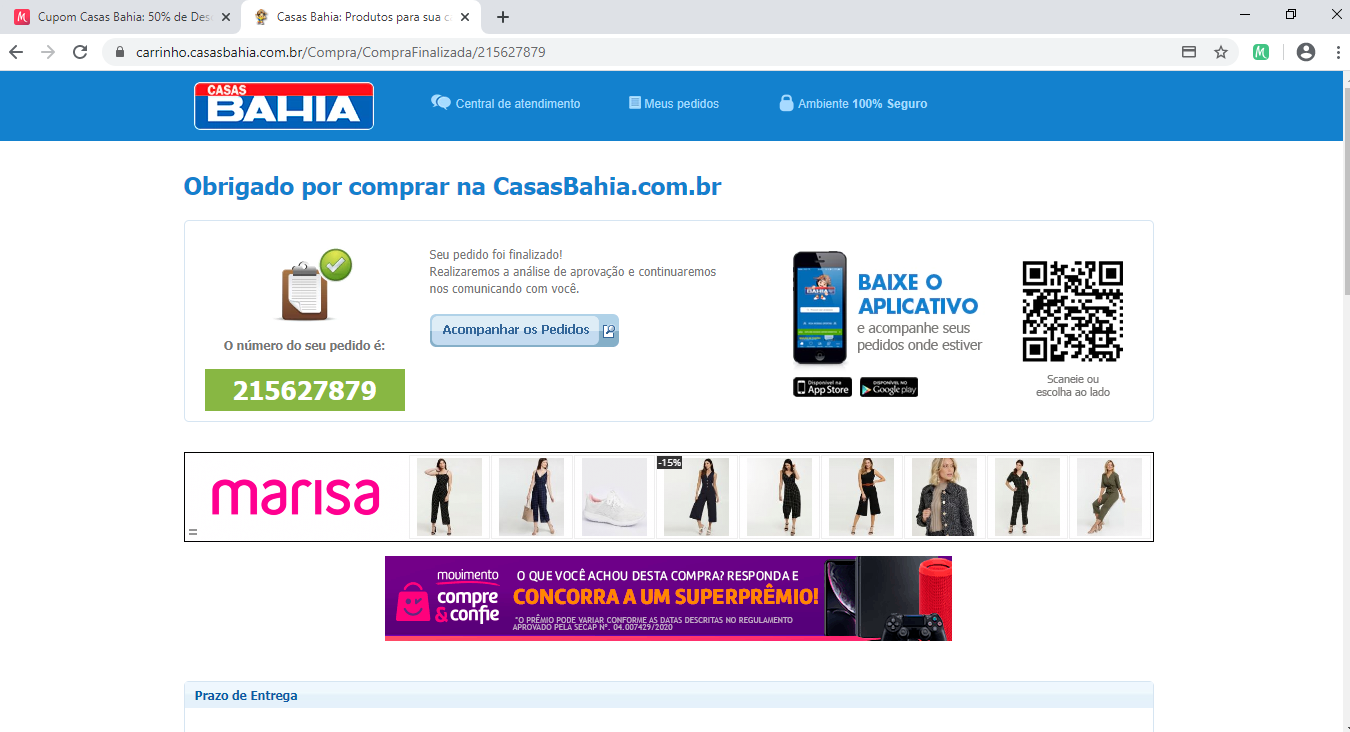 Cupom Casas Bahia: 50% de Des
Casas Bahia: Produtos para sua c
carrinho.casasbahia.com.br/Compra/CompraFinalizada/215627879
CASAS
BAHIA
Central de atendimento
Meus pedidos
Ambiente 100% Seguro
Obrigado por comprar na CasasBahia.com.br
Seu pedido foi finalizado!
Realizaremos a análise de aprovação e continuaremos
nos comunicando com você.
Acompanhar os Pedidos
O número do seu pedido é:
215627879
BAHIA
BAIXE O
APLICATIVO
e acompanhe seus
pedidos onde estiver
Disponível na
App Store
DISPONÍVEL NO
Google play
Scaneie ou
escolha ao lado
marisa
-15%
movimento
compre
&confie
O QUE VOCÊ ACHOU DESTA COMPRA? RESPONDA E
CONCORRA A UM SUPERPRÊMIO!
*O PRÊMIO PODE VARIAR CONFORME AS DATAS DESCRITAS NO REGULAMENTO
APROVADO PELA SECAP Nº. 04.007429/2020
Prazo de Entrega